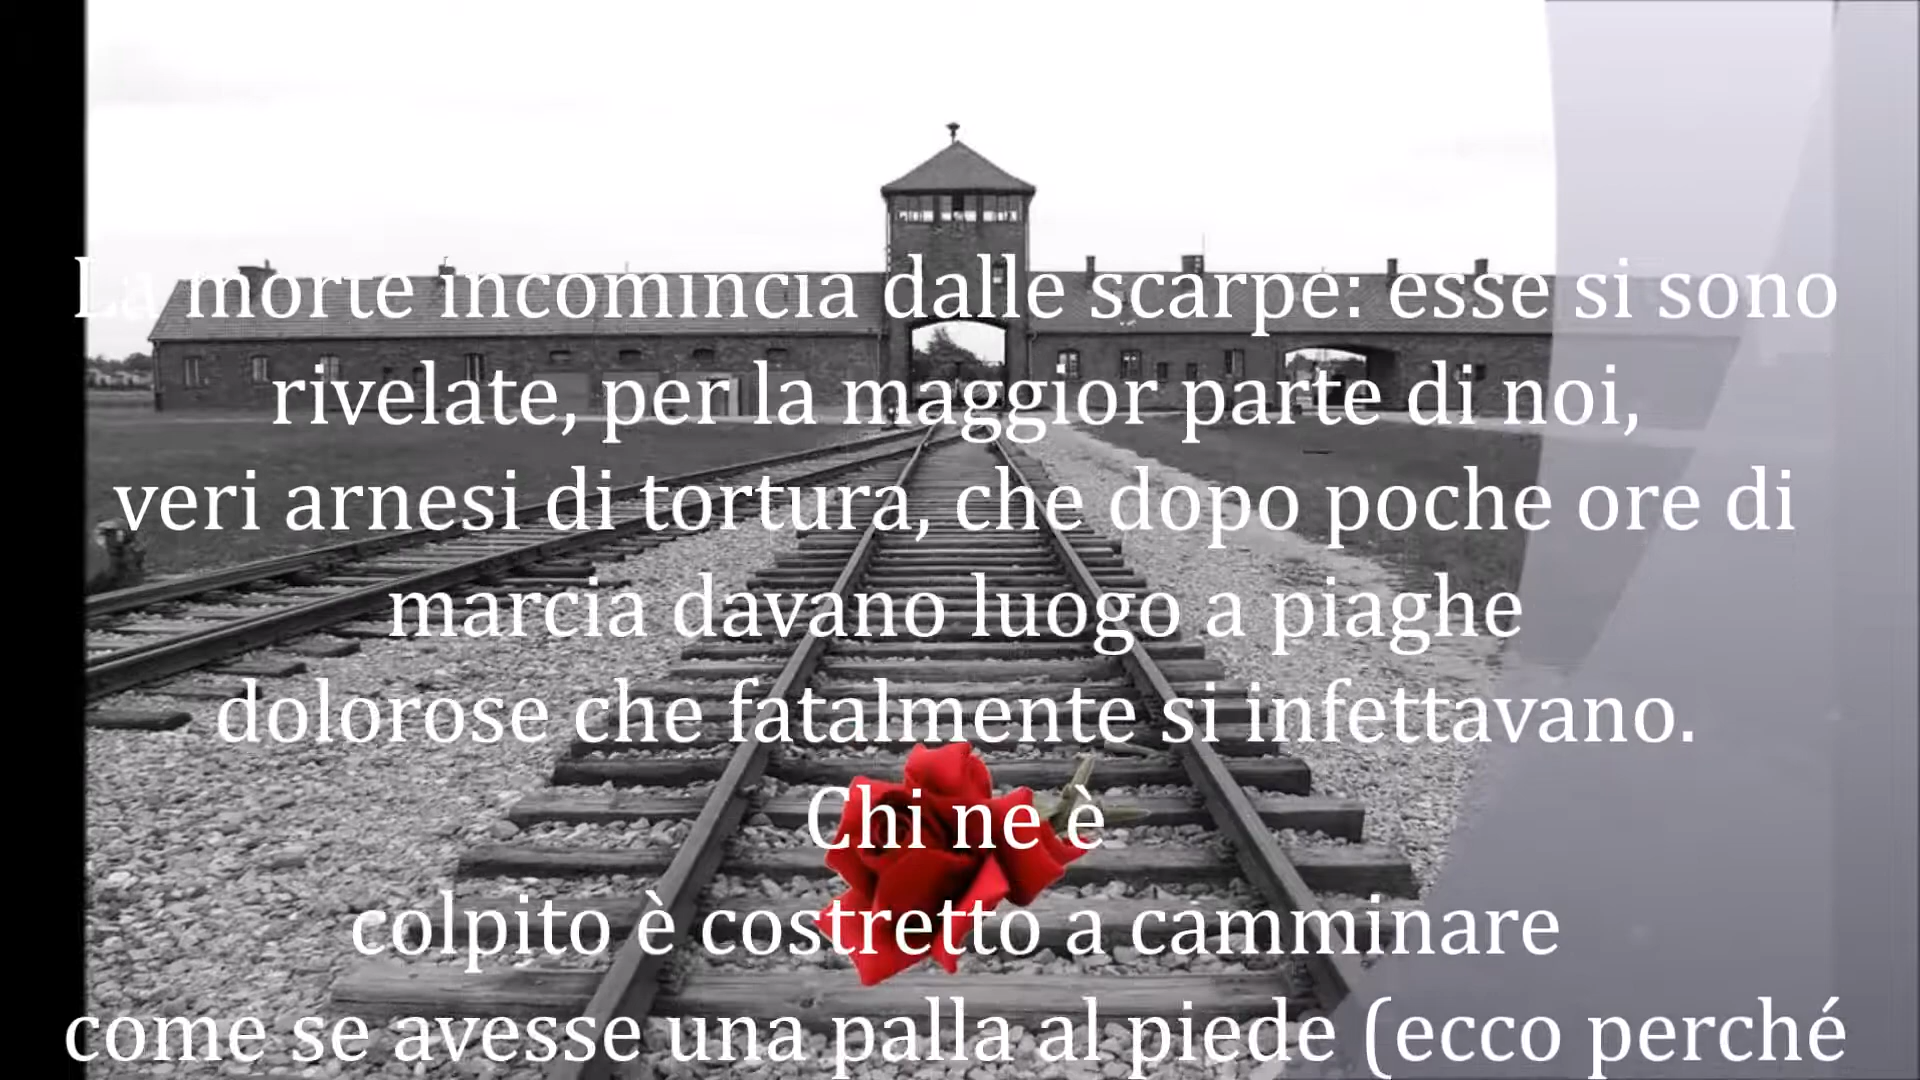 La morte incomincia dalle scarpe: esse si sono
rivelate, per la maggior parte di noi,
veri arnesi di tortura, che dopo poche ore di
marcia davano luogo a piaghe
dolorose che fatalmente si infettavano.
Chi ne è
colpito è costretto a camminare
come se avesse una palla al piede (ecco perché